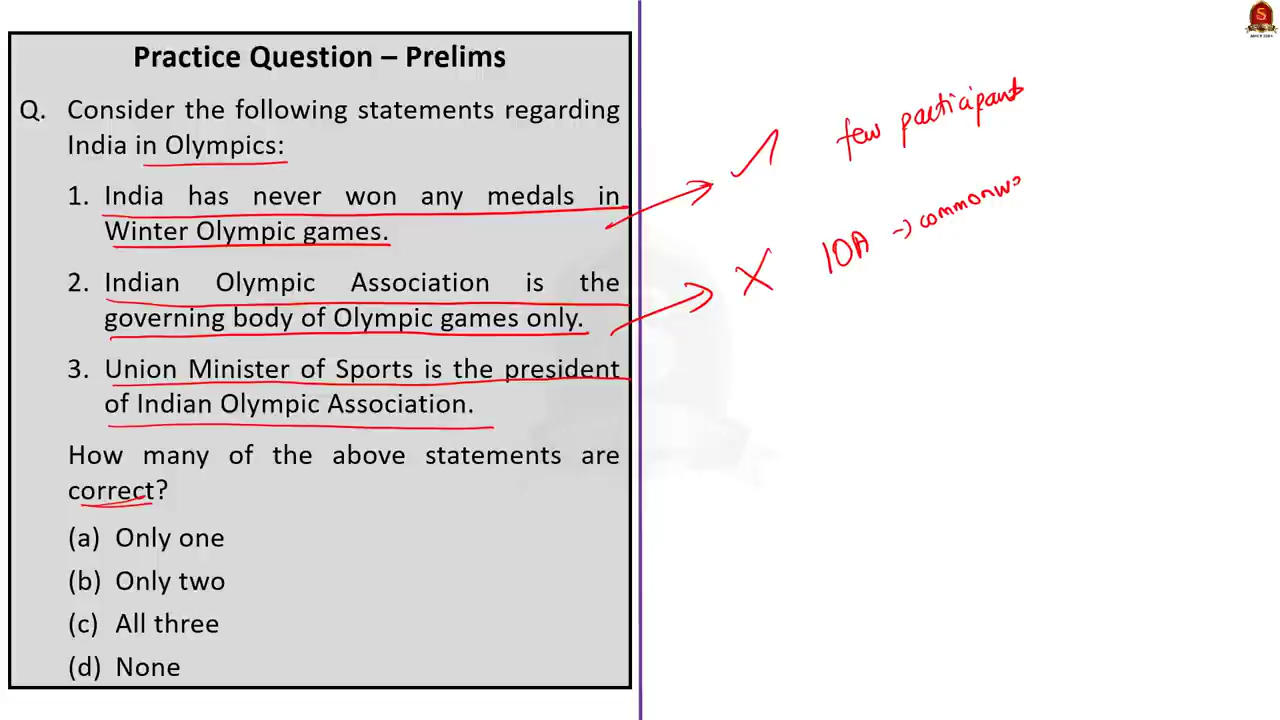 Practice Question – Prelims
Q. Consider the following statements regarding
India in Olympics:
1. India has never won any medals in
Winter Olympic games.
2. Indian Olympic Association is the
governing body of Olympic games only.
3. Union Minister of Sports is the president
of Indian Olympic Association.
How many of the above statements are
correct?
(a) Only one
(b) Only two
(c) All three
(d) None
few participant
IOA → commonw
S